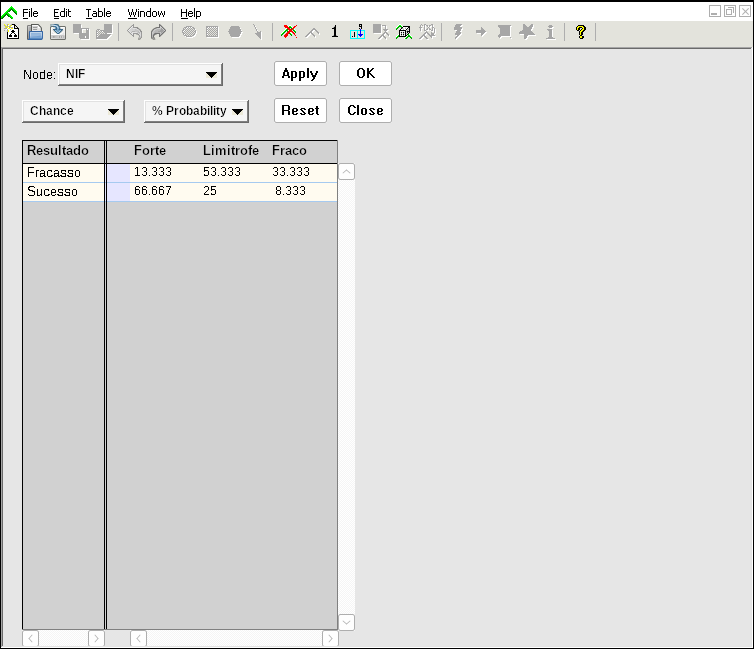 File Edit Table Window Help
1 f(x) ?
Node: NIF Apply OK
Chance % Probability Reset Close
Resultado Forte Limitrofe Fraco
Fracasso 13.333 53.333 33.333
Sucesso 66.667 25 8.333